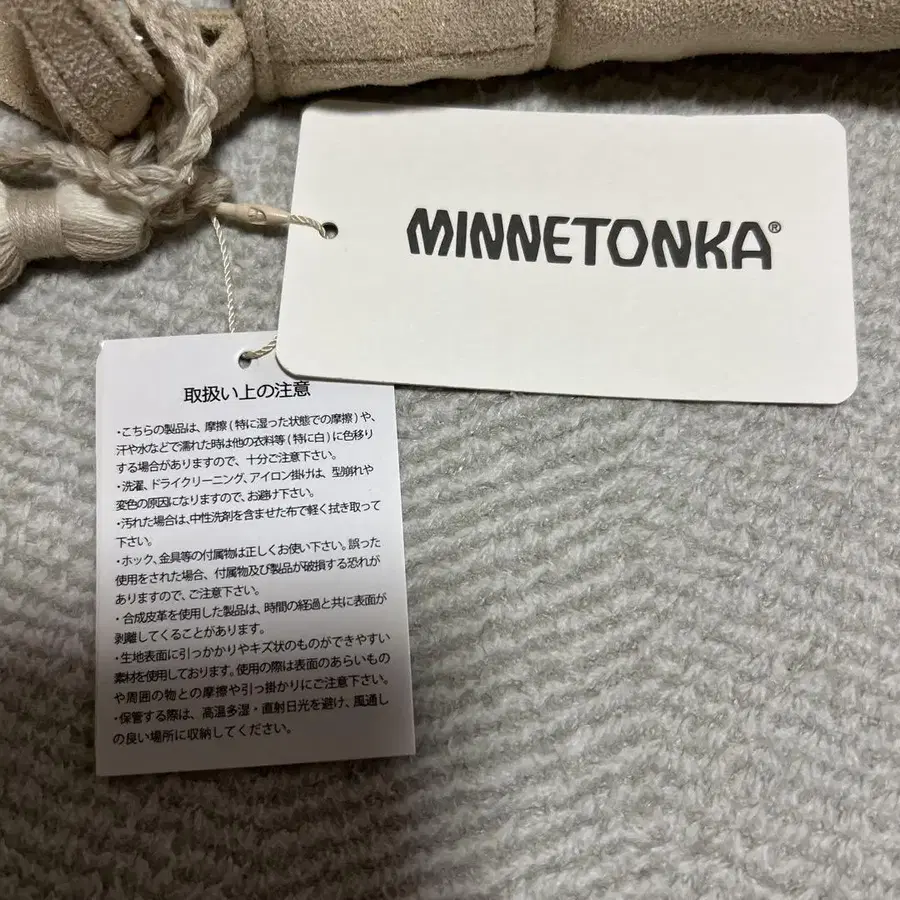 MINNETONKA®
取扱い上の注意
・こちらの製品は、摩擦(特に湿った状態での摩擦)や、
汗や水などで濡れた時は他の衣料等(特に白)に色移り
する場合がありますので、十分ご注意下さい。
・洗濯、ドライクリーニング、アイロン掛けは、型崩れや
変色の原因になりますので、お避け下さい。
・汚れた場合は、中性洗剤を含ませた布で軽く拭き取って
下さい。
・ホック、金具等の付属物は正しくお使い下さい。誤った
使用をされた場合、付属物及び製品が破損する恐れが
ありますので、ご注意下さい。
・合成皮革を使用した製品は、時間の経過と共に表面が
剥離してくることがあります。
・生地表面に引っかかりやキズ状のものができやすい
素材を使用しております。使用の際は表面のあらいもの
や周囲の物との摩擦や引っ掛かりにご注意下さい。
・保管する際は、高温多湿・直射日光を避け、風通し
の良い場所に収納してください。